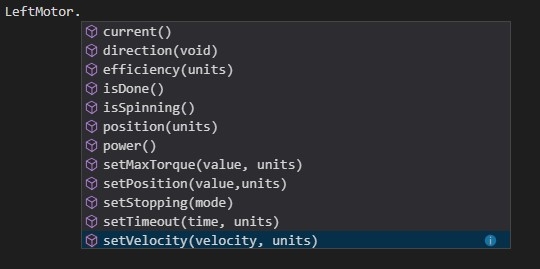 LeftMotor.
current()
direction(void)
efficiency(units)
isDone()
isSpinning()
position(units)
power()
setMaxTorque(value, units)
setPosition(value,units)
setStopping(mode)
setTimeout(time, units)
setVelocity(velocity, units)